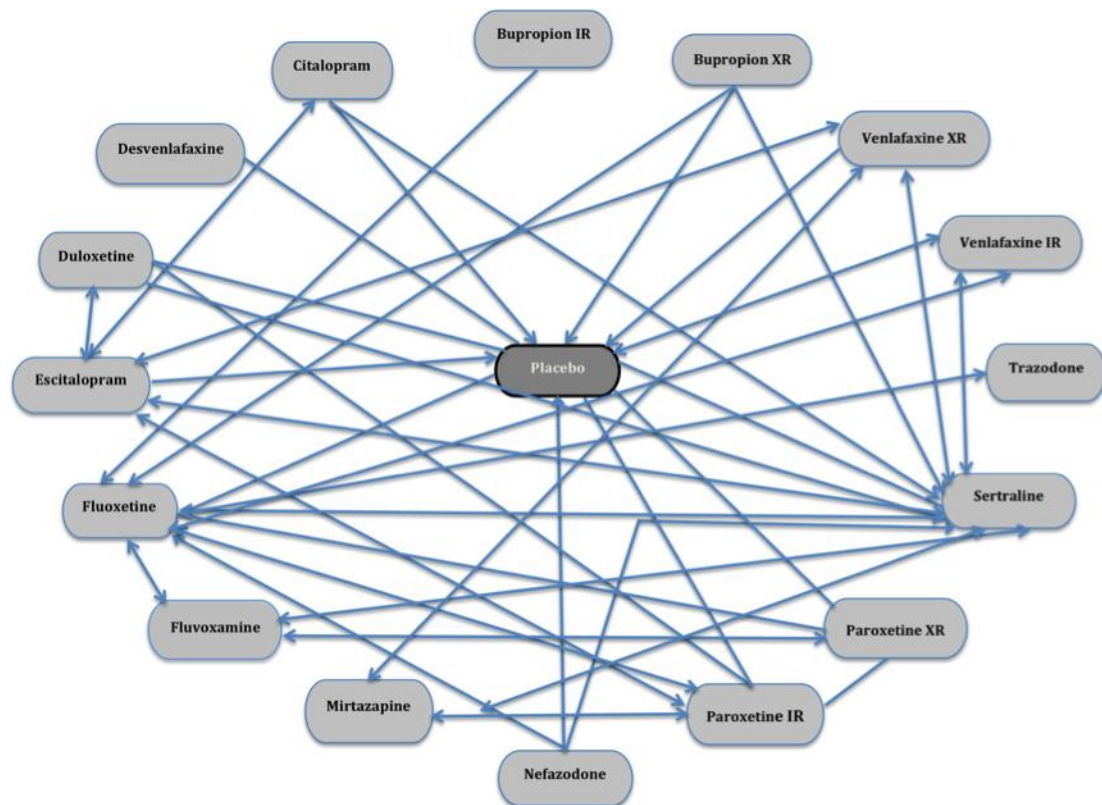 Bupropion IR
Citalopram
Bupropion XR
Desvenlafaxine
Venlafaxine XR
Duloxetine
Venlafaxine IR
Escitalopram
Placebo
Trazodone
Fluoxetine
Sertraline
Fluvoxamine
Paroxetine XR
Mirtazapine
Paroxetine IR
Nefazodone